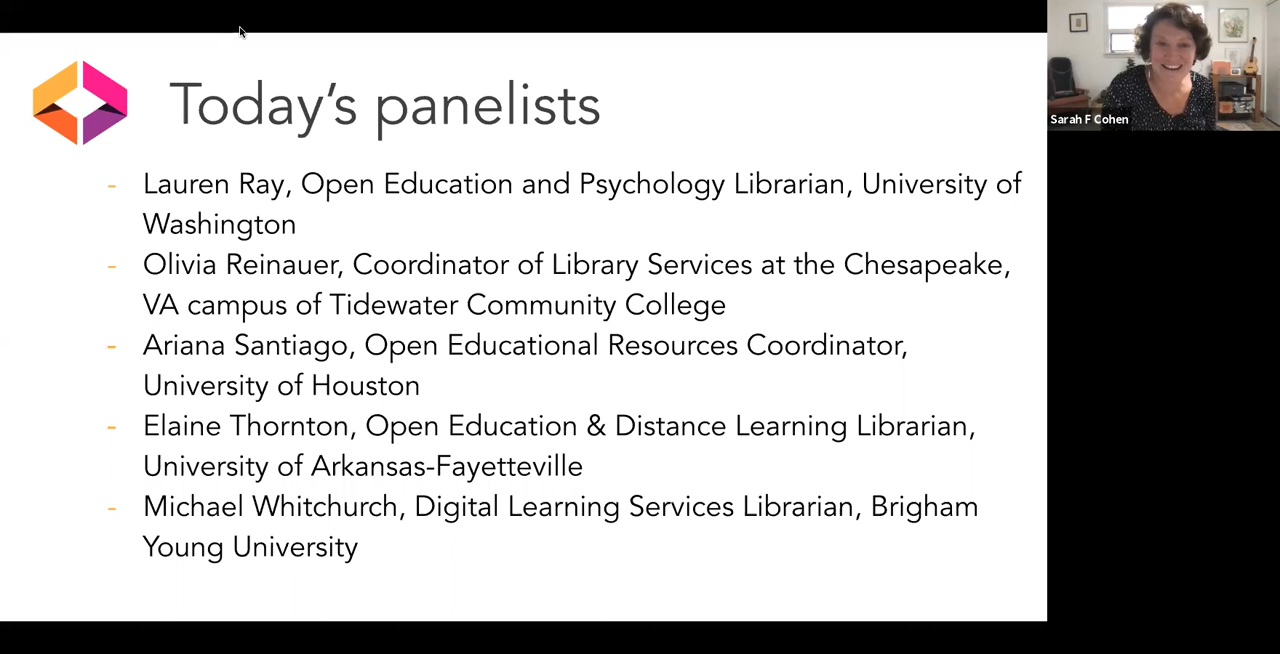 Today's panelists
- Lauren Ray, Open Education and Psychology Librarian, University of
Washington
- Olivia Reinauer, Coordinator of Library Services at the Chesapeake,
VA campus of Tidewater Community College
- Ariana Santiago, Open Educational Resources Coordinator,
University of Houston
- Elaine Thornton, Open Education & Distance Learning Librarian,
University of Arkansas-Fayetteville
- Michael Whitchurch, Digital Learning Services Librarian, Brigham
Young University
Sarah F Cohen